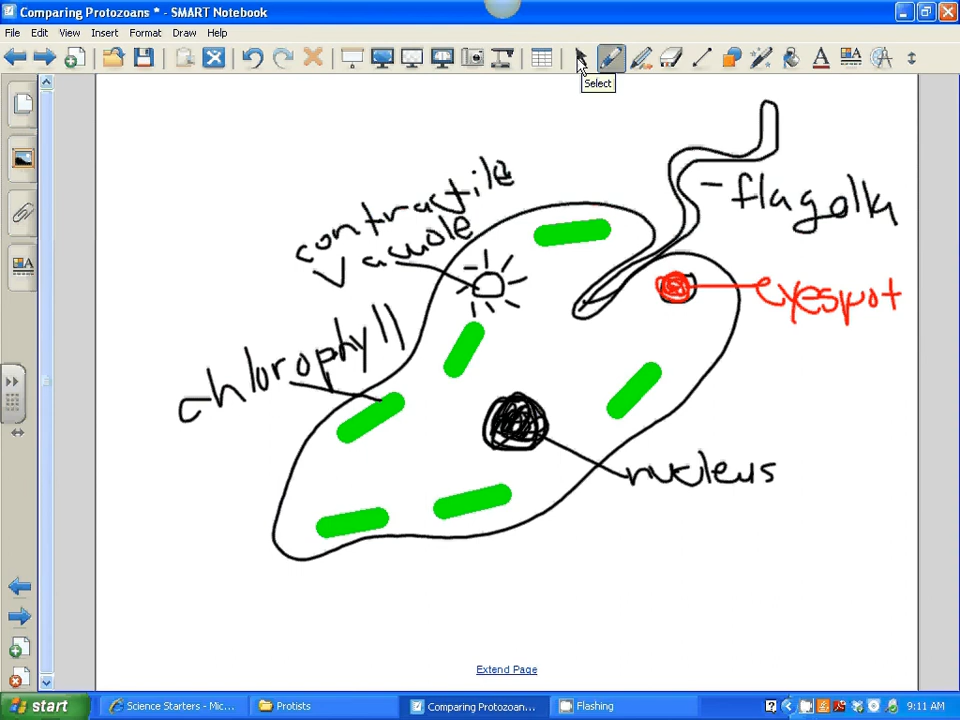 Comparing Protozoans * - SMART Notebook
File Edit View Insert Format Draw Help
Select
contractile
vacuole
-flagella
eyespot
chlorophyll
nucleus
Extend Page
start
Science Starters - Mic...
Protists
Comparing Protozoan...
Flashing
9:11 AM